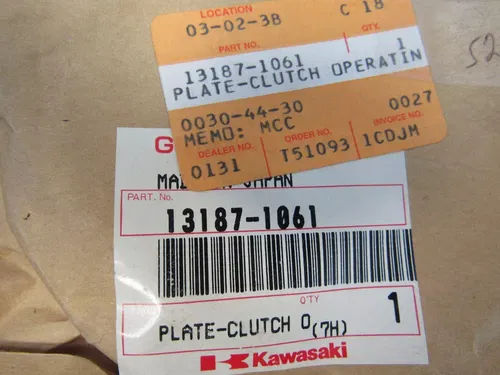 LOCATION C 18
03-02-38
PART NO. QTY.
13187-1061 1
PLATE-CLUTCH OPERATIN
0030-44-30 0027
MEMO: MCC
DEALER NO. ORDER NO. INVOICE NO.
0131 T51093 1CDJM
G
JAPAN
PART. No.
13187-1061
Q'TY
PLATE-CLUTCH O(7H) 1
Kawasaki
52